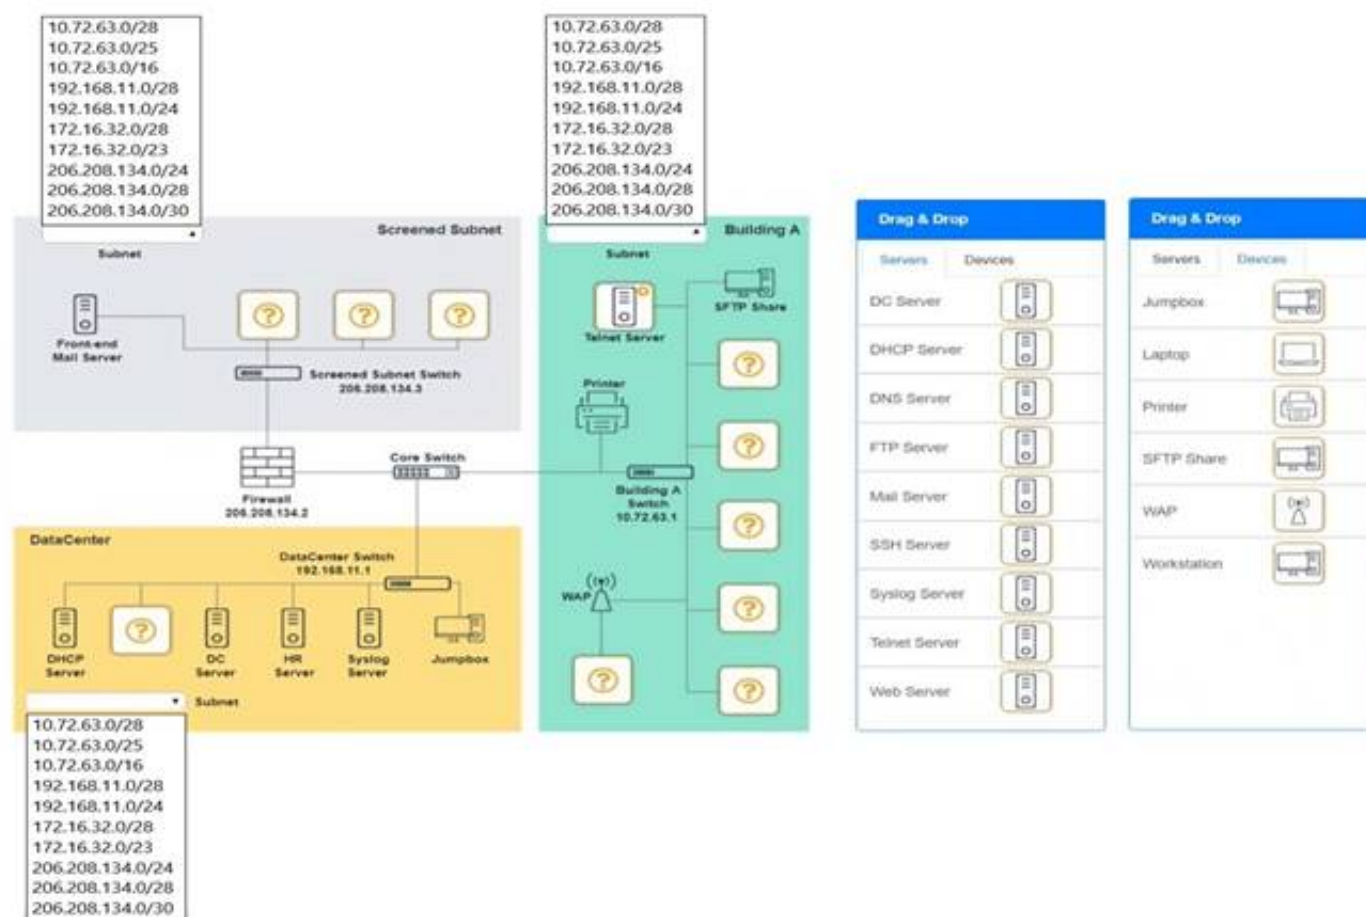 10.72.63.0/28
10.72.63.0/25
10.72.63.0/16
192.168.11.0/28
192.168.11.0/24
172.16.32.0/28
172.16.32.0/23
206.208.134.0/24
206.208.134.0/28
206.208.134.0/30
Subnet
Screened Subnet
?
?
?
Front-end
Mail Server
Screened Subnet Switch
206.208.134.3
Firewall
206.208.134.2
Core Switch
10.72.63.0/28
10.72.63.0/25
10.72.63.0/16
192.168.11.0/28
192.168.11.0/24
172.16.32.0/28
172.16.32.0/23
206.208.134.0/24
206.208.134.0/28
206.208.134.0/30
Subnet
Building A
Telnet Server
SFTP Share
?
Printer
?
Building A
Switch
10.72.63.1
?
WAP
?
?
?
DataCenter
DataCenter Switch
192.168.11.1
DHCP
Server
?
DC
Server
HR
Server
Syslog
Server
Jumpbox
Subnet
10.72.63.0/28
10.72.63.0/25
10.72.63.0/16
192.168.11.0/28
192.168.11.0/24
172.16.32.0/28
172.16.32.0/23
206.208.134.0/24
206.208.134.0/28
206.208.134.0/30
Drag & Drop
Servers Devices
DC Server
DHCP Server
DNS Server
FTP Server
Mail Server
SSH Server
Syslog Server
Telnet Server
Web Server
Drag & Drop
Servers Devices
Jumpbox
Laptop
Printer
SFTP Share
WAP
Workstation